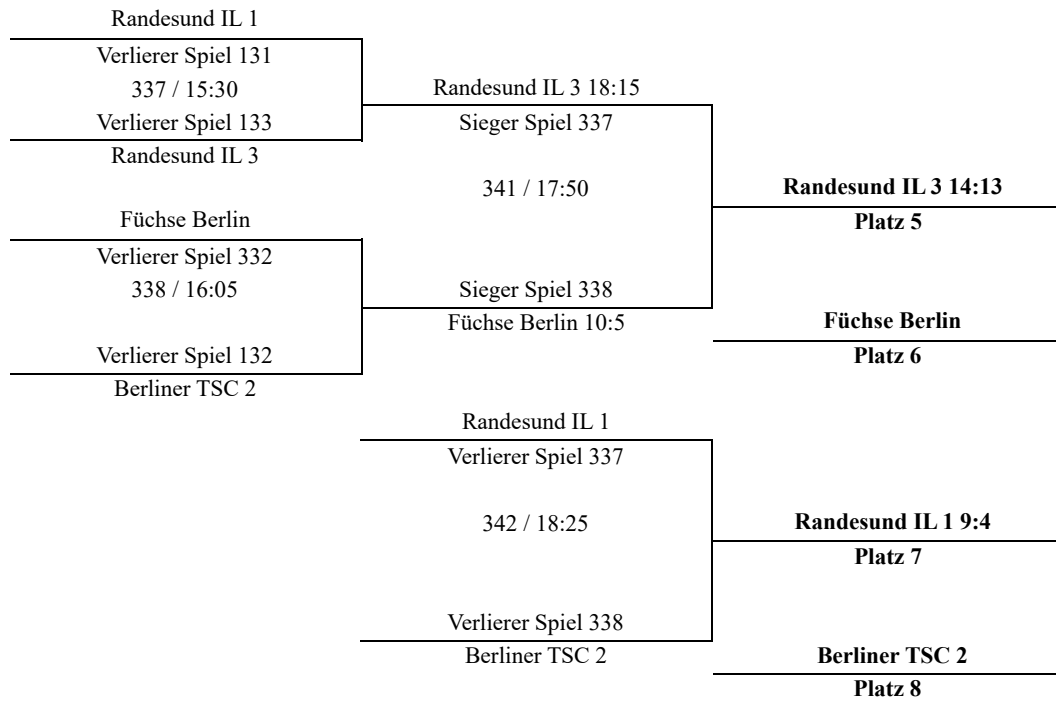 Randesund IL 1
Verlierer Spiel 131
337 / 15:30
Verlierer Spiel 133
Randesund IL 3
Randesund IL 3 18:15
Sieger Spiel 337
341 / 17:50
Randesund IL 3 14:13
Platz 5
Füchse Berlin
Verlierer Spiel 332
338 / 16:05
Verlierer Spiel 132
Berliner TSC 2
Sieger Spiel 338
Füchse Berlin 10:5
Füchse Berlin
Platz 6
Randesund IL 1
Verlierer Spiel 337
342 / 18:25
Randesund IL 1 9:4
Platz 7
Verlierer Spiel 338
Berliner TSC 2
Berliner TSC 2
Platz 8